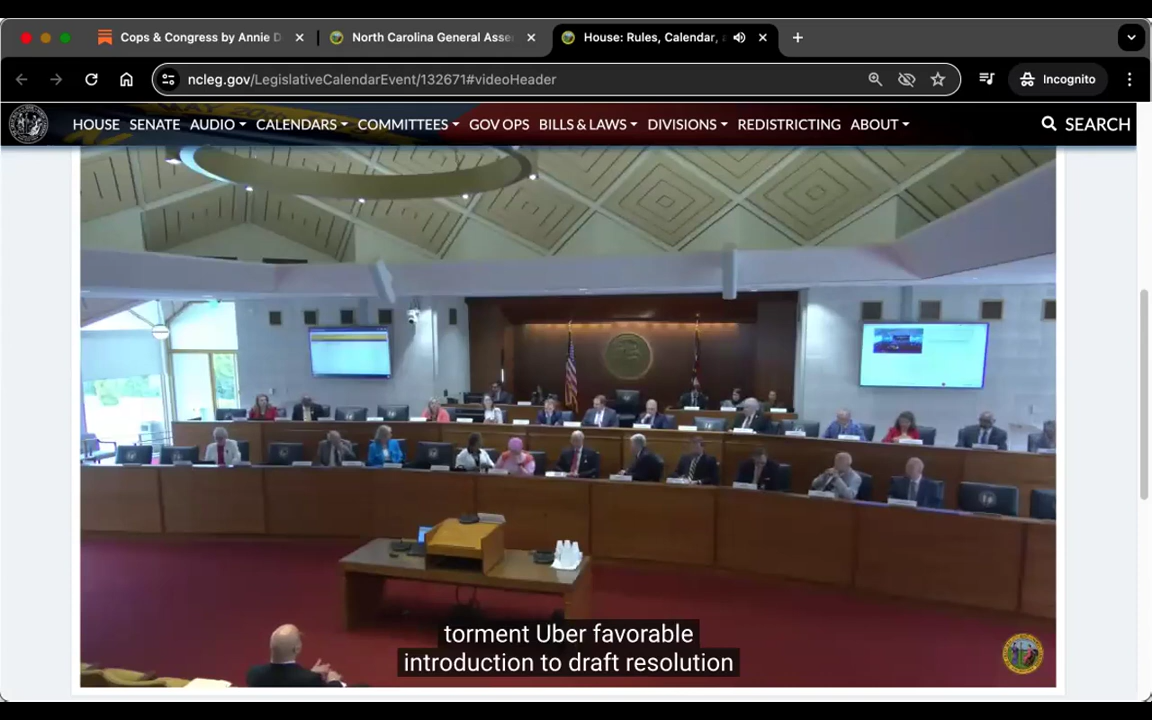 Cops & Congress by Annie D
North Carolina General Asse
House: Rules, Calendar,
ncleg.gov/LegislativeCalendarEvent/132671#videoHeader
Incognito
HOUSE SENATE AUDIO CALENDARS COMMITTEES GOV OPS BILLS & LAWS DIVISIONS REDISTRICTING ABOUT SEARCH
torment Uber favorable
introduction to draft resolution